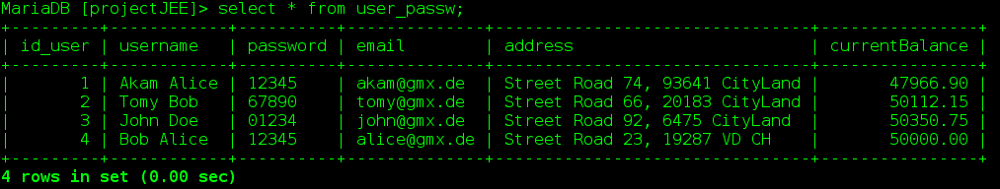 MariaDB [projectJEE]> select * from user_passw;
+---------+------------+----------+--------------+--------------------------------+----------------+
| id_user | username   | password | email        | address                        | currentBalance |
+---------+------------+----------+--------------+--------------------------------+----------------+
|       1 | Akam Alice | 12345    | akam@gmx.de  | Street Road 74, 93641 CityLand |       47966.90 |
|       2 | Tomy Bob   | 67890    | tomy@gmx.de  | Street Road 66, 20183 CityLand |       50112.15 |
|       3 | John Doe   | 01234    | john@gmx.de  | Street Road 92, 6475 CityLand  |       50350.75 |
|       4 | Bob Alice  | 12345    | alice@gmx.de | Street Road 23, 19287 VD CH    |       50000.00 |
+---------+------------+----------+--------------+--------------------------------+----------------+
4 rows in set (0.00 sec)